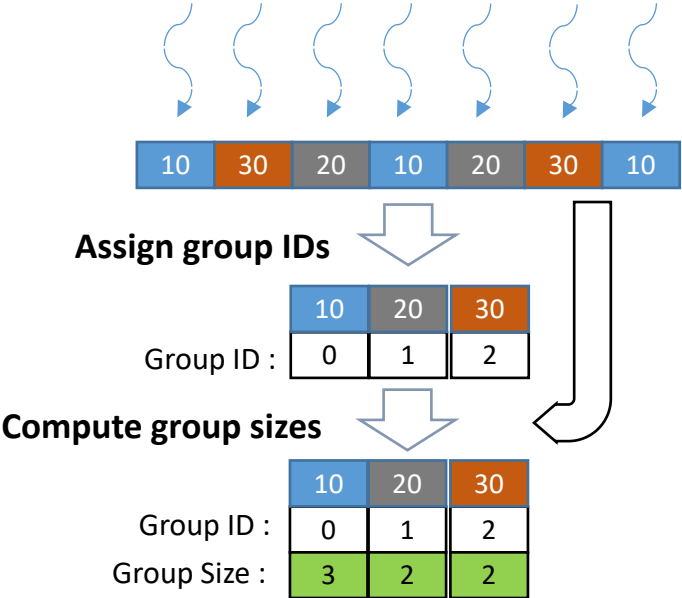 10 30 20 10 20 30 10
Assign group IDs
10 20 30
Group ID : 0 1 2
Compute group sizes
10 20 30
Group ID : 0 1 2
Group Size : 3 2 2